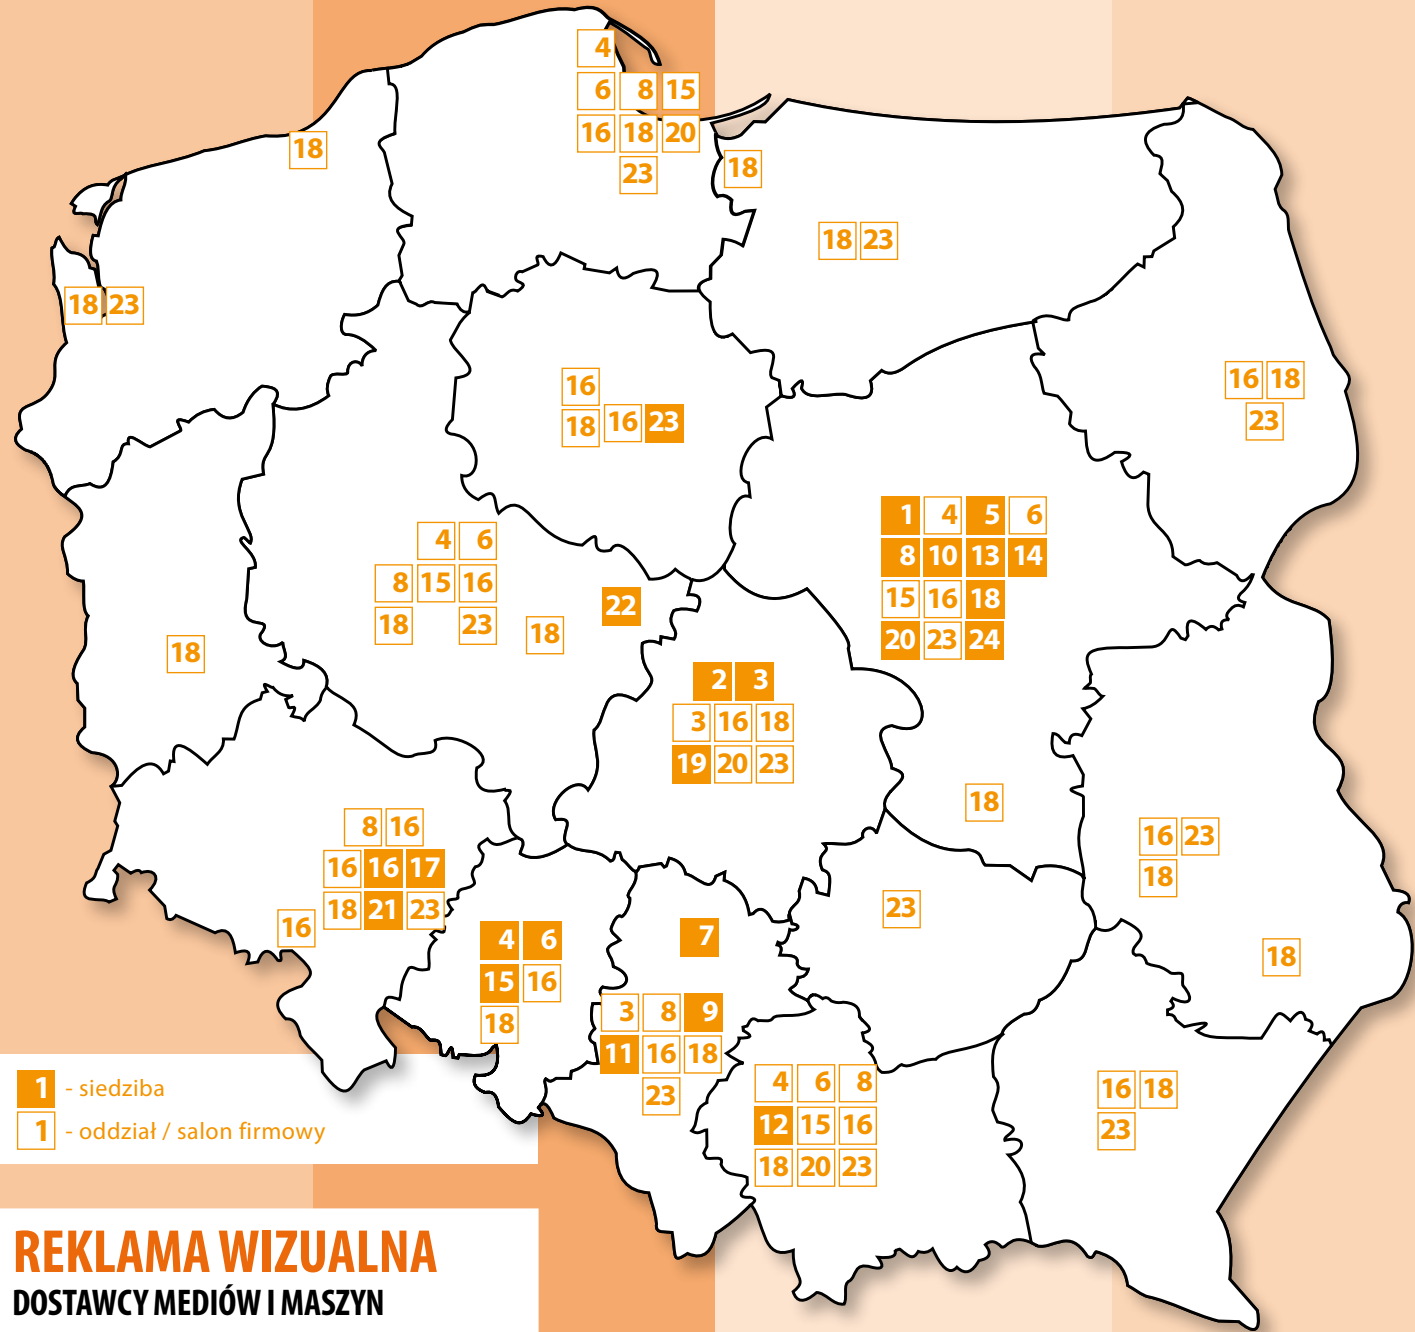 4
6 8 15
16 18 20
23
18
18
18 23
18 23
16
18 16 23
16 18
23
1 4 5 6
8 10 13 14
15 16 18
20 23 24
4 6
8 15 16
18 23
18
22
18
2 3
3 16 18
19 20 23
18
8 16
16 16 17
18 21 23
16
16 23
18
23
18
4 6
15 16
18
7
3 8 9
11 16 18
23
4 6 8
12 15 16
18 20 23
16 18
23
1 - siedziba
1 - oddział / salon firmowy
REKLAMA WIZUALNA
DOSTAWCY MEDIÓW I MASZYN